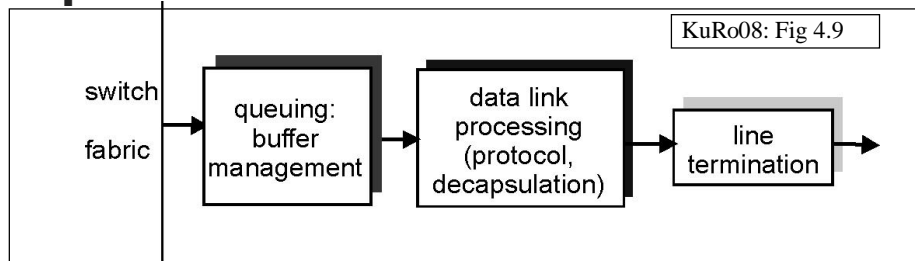 KuRo08: Fig 4.9
switch
fabric
queuing:
buffer
management
data link
processing
(protocol,
decapsulation)
line
termination